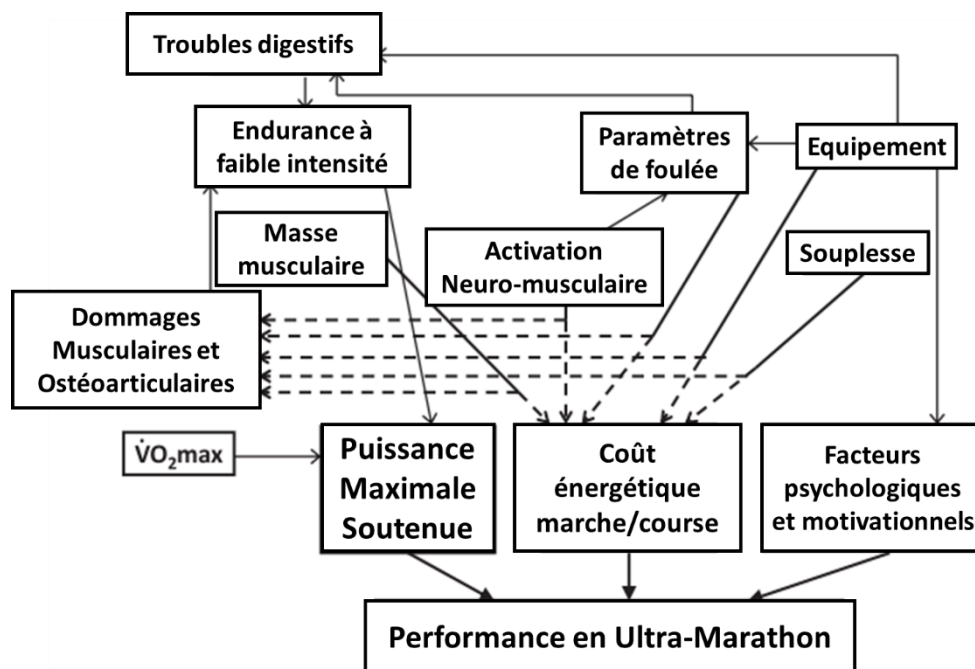 Troubles digestifs
Endurance à
faible intensité
Paramètres
de foulée
Equipement
Masse
musculaire
Activation
Neuro-musculaire
Souplesse
Dommages
Musculaires et
Ostéoarticulaires
V̇O₂max
Puissance
Maximale
Soutenue
Coût
énergétique
marche/course
Facteurs
psychologiques
et motivationnels
Performance en Ultra-Marathon